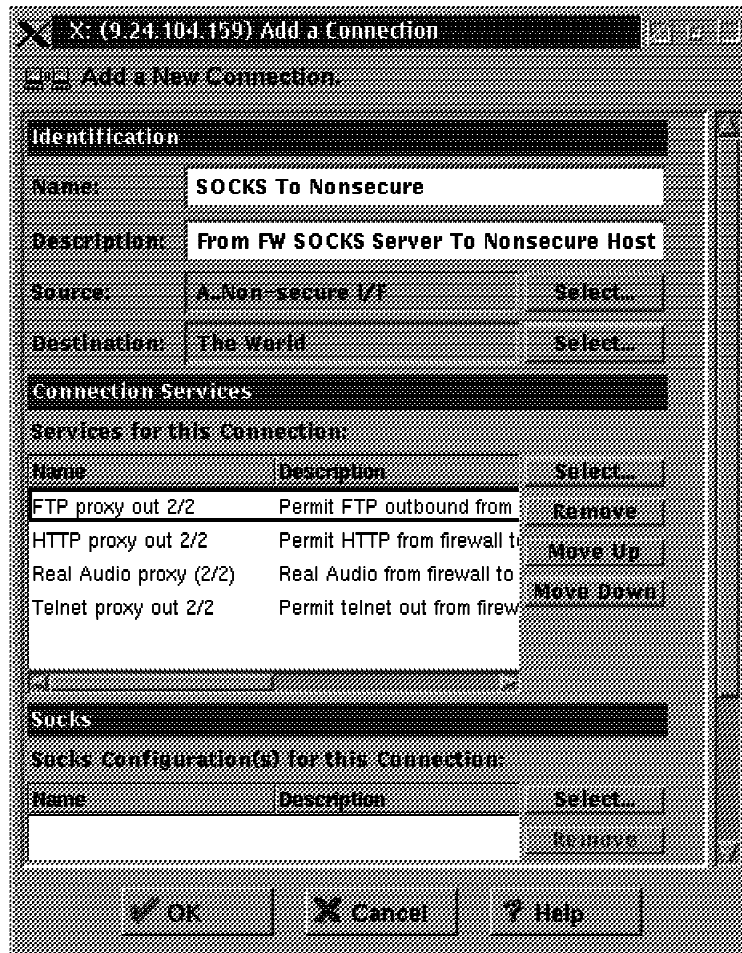 X: (9.24.104.159) Add a Connection
Add a New Connection.
Identification
Name: SOCKS To Nonsecure
Description: From FW SOCKS Server To Nonsecure Host
Source: A..Non-secure I/F Select...
Destination: The World Select...
Connection Services
Services for this Connection:
Name Description Select...
FTP proxy out 2/2 Permit FTP outbound from Remove
HTTP proxy out 2/2 Permit HTTP from firewall t
Move Up
Real Audio proxy (2/2) Real Audio from firewall to
Move Down
Telnet proxy out 2/2 Permit telnet out from firew
Socks
Socks Configuration(s) for this Connection:
Name Description Select...
Remove
OK Cancel Help